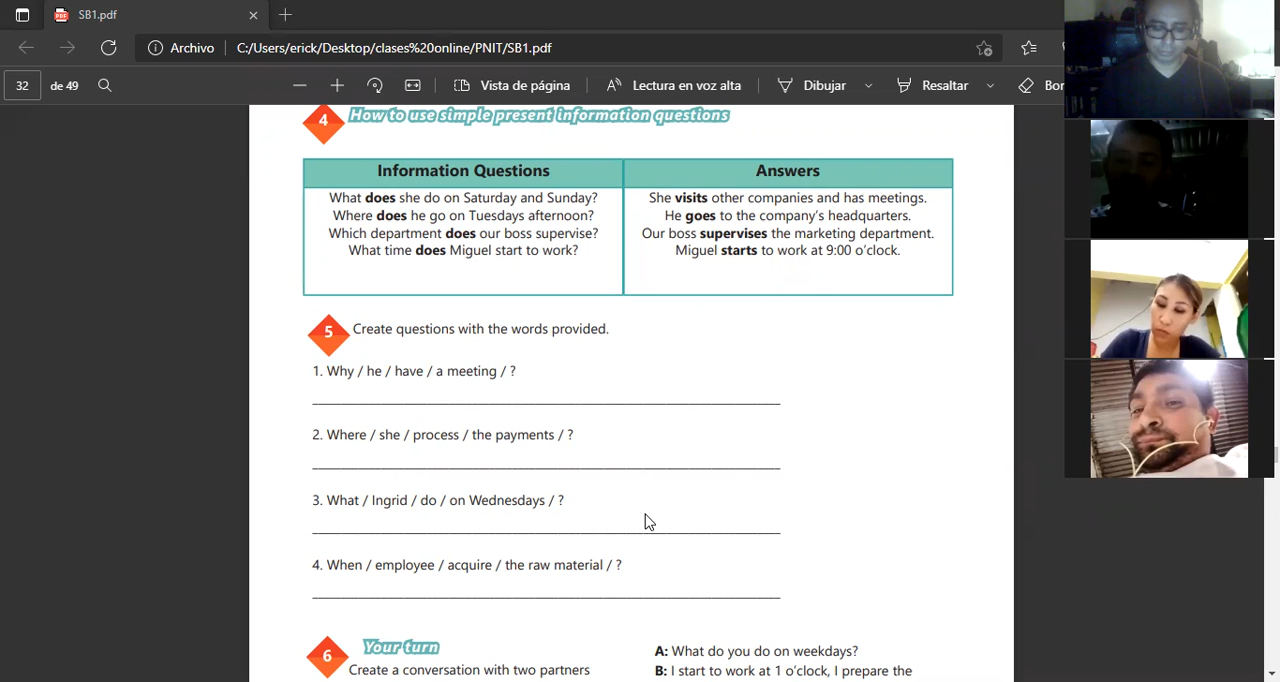 SB1.pdf
Archivo C:/Users/erick/Desktop/clases%20online/PNIT/SB1.pdf
32 de 49 Vista de página Lectura en voz alta Dibujar Resaltar Bor
4 How to use simple present information questions
Information Questions Answers
What does she do on Saturday and Sunday? She visits other companies and has meetings.
Where does he go on Tuesdays afternoon? He goes to the company's headquarters.
Which department does our boss supervise? Our boss supervises the marketing department.
What time does Miguel start to work? Miguel starts to work at 9:00 o'clock.
5 Create questions with the words provided.
1. Why / he / have / a meeting / ?
2. Where / she / process / the payments / ?
3. What / Ingrid / do / on Wednesdays / ?
4. When / employee / acquire / the raw material / ?
6 Your turn
Create a conversation with two partners
A: What do you do on weekdays?
B: I start to work at 1 o'clock, I prepare the